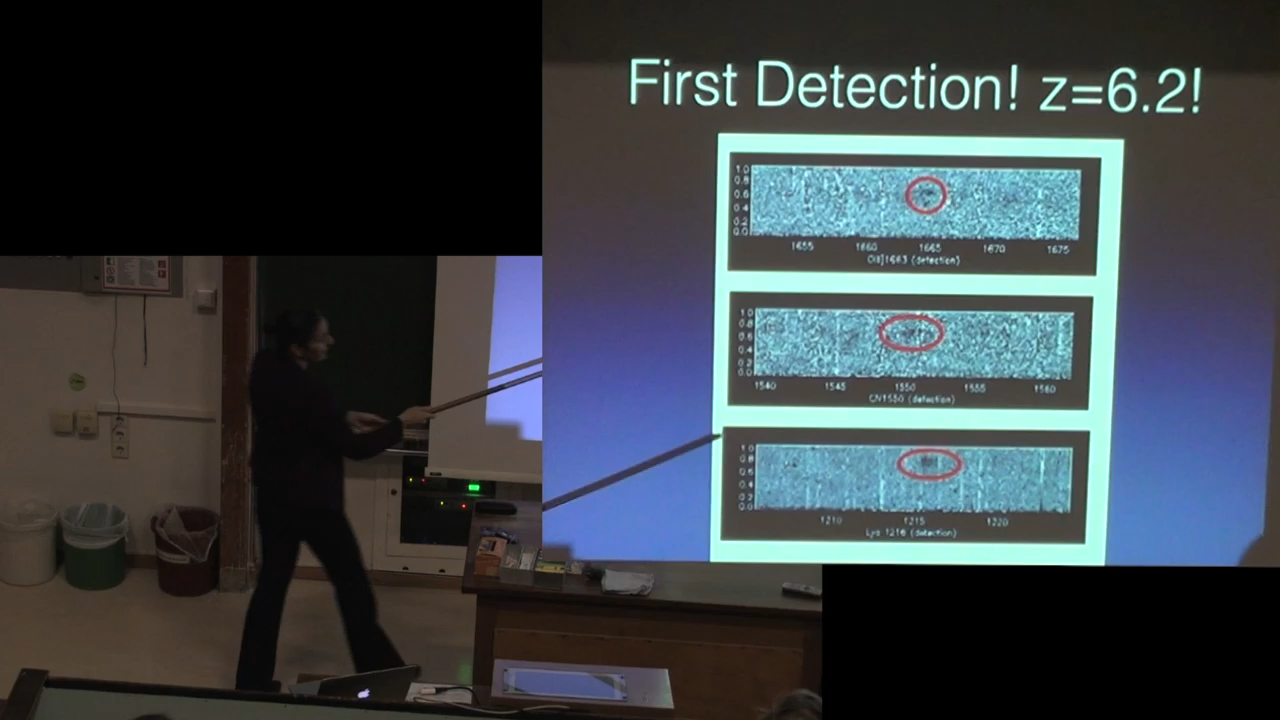 First Detection! z=6.2!
1.0
0.8
0.6
0.4
0.2
0.0
1655 1660 1665 1670 1675
OIII]1663 (detection)
1.0
0.8
0.6
0.4
0.2
0.0
1540 1545 1550 1555 1560
CIV1550 (detection)
1.0
0.8
0.6
0.4
0.2
0.0
1210 1215 1220
Lyα 1216 (detection)